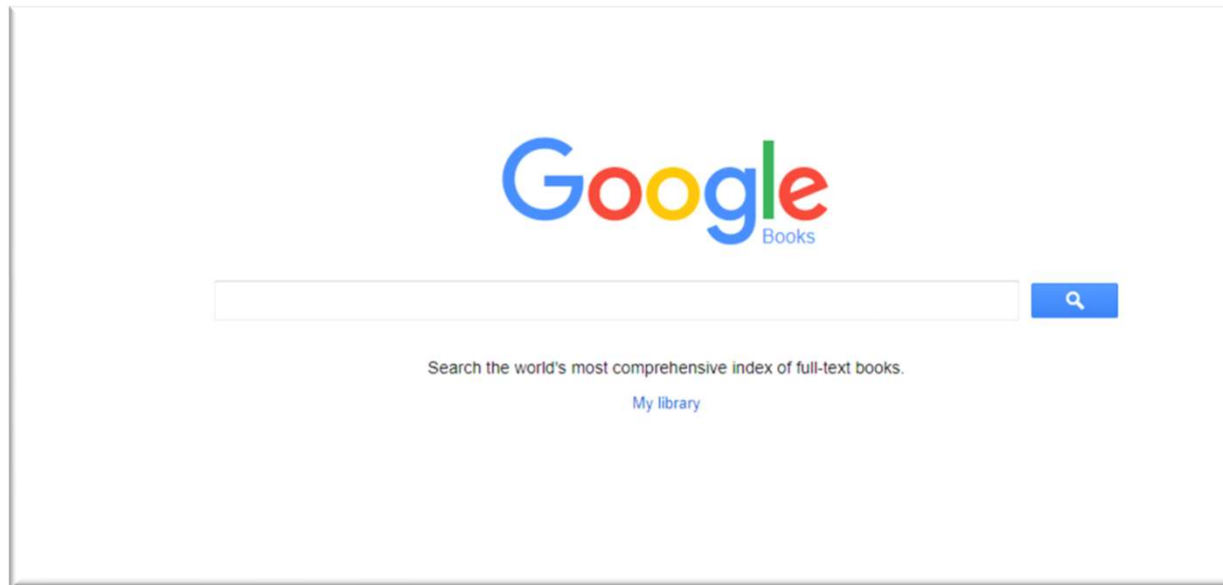 Google
Books
Search the world's most comprehensive index of full-text books.
My library